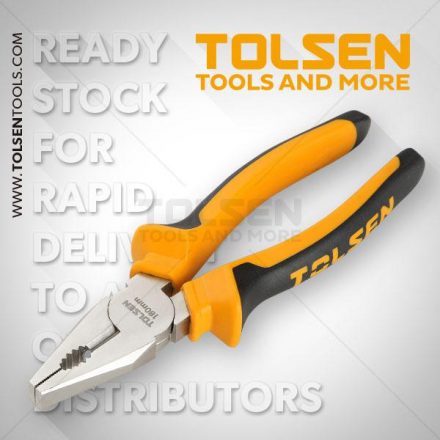 WWW.TOLSENTOOLS.COM
READY
STOCK
FOR
RAPID
DELIV
TO A
O
DISTRIBUTORS
TOLSEN
TOOLS AND MORE
TOLSEN
TOOLS AND MORE
TOLSEN
TOLSEN
180mm